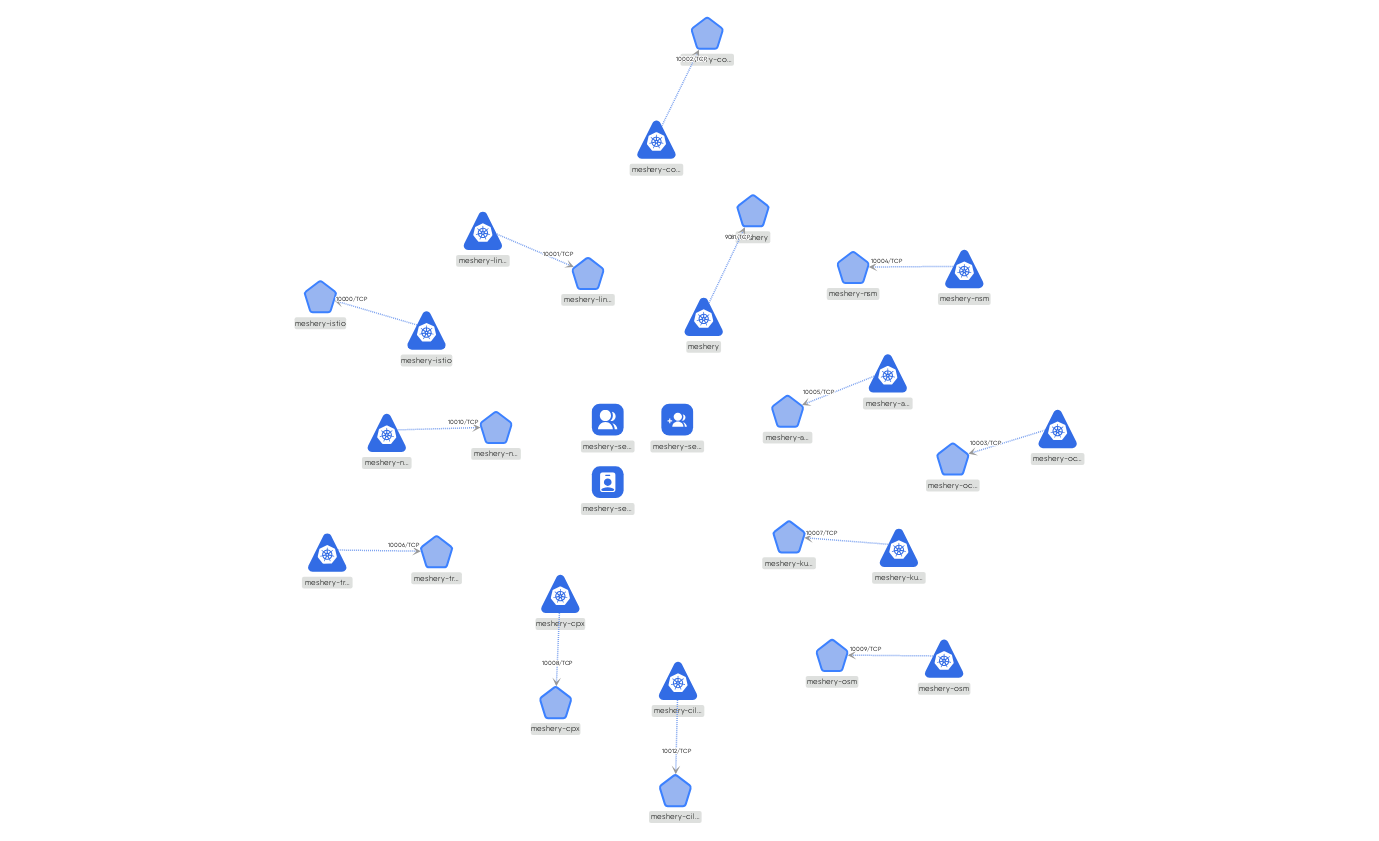 10002/TCP
y-co...
meshery-co...
meshery-lin...
10001/TCP
meshery-lin...
hery
meshery
10004/TCP
meshery-nsm
meshery-nsm
10000/TCP
meshery-istio
meshery-istio
10005/TCP
meshery-a...
meshery-a...
10010/TCP
meshery-n...
meshery-n...
meshery-se...
meshery-se...
meshery-se...
10003/TCP
meshery-oc...
meshery-oc...
10006/TCP
meshery-tr...
meshery-tr...
10007/TCP
meshery-ku...
meshery-ku...
meshery-cpx
10008/TCP
meshery-cpx
10009/TCP
meshery-osm
meshery-osm
meshery-cil...
10012/TCP
meshery-cil...